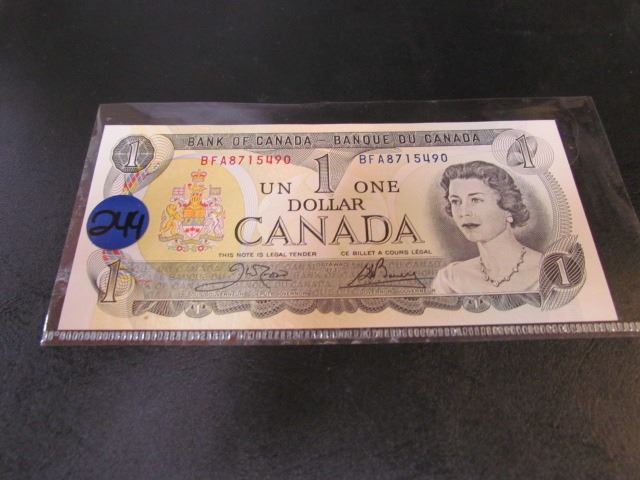 BANK OF CANADA – BANQUE DU CANADA
1
1
BFA8715490
BFA8715490
UN 1 ONE
DOLLAR
CANADA
244
THIS NOTE IS LEGAL TENDER
CE BILLET A COURS LÉGAL
1
1